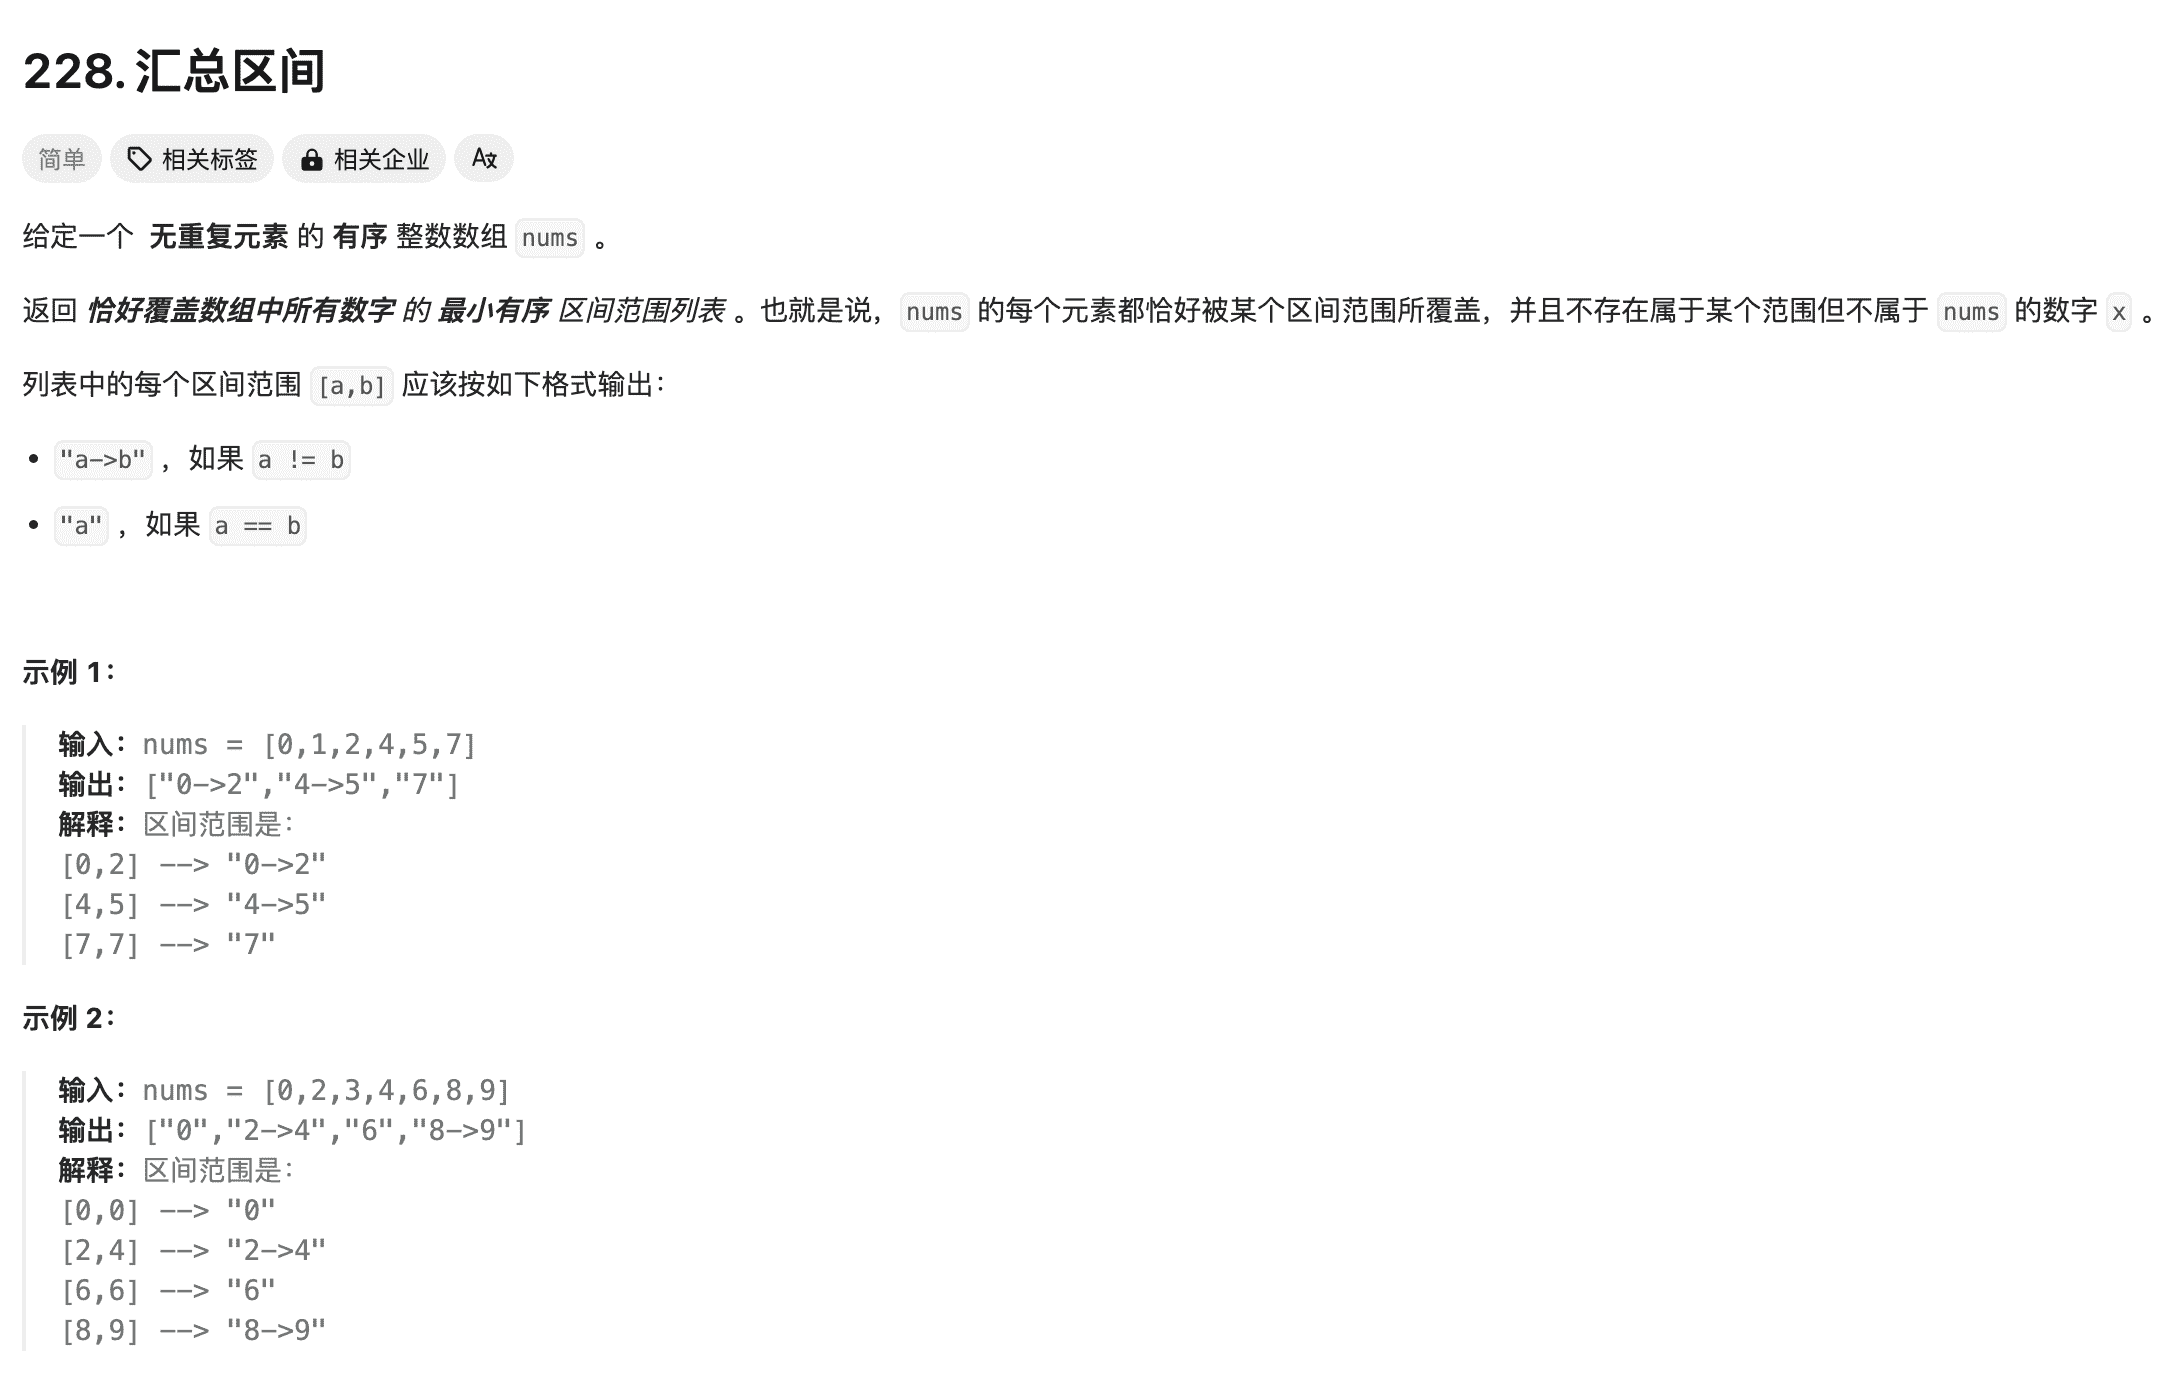 228. 汇总区间
简单 相关标签 相关企业
给定一个 无重复元素 的 有序 整数数组 nums 。
返回 恰好覆盖数组中所有数字 的 最小有序 区间范围列表 。也就是说，nums 的每个元素都恰好被某个区间范围所覆盖，并且不存在属于某个范围但不属于 nums 的数字 x 。
列表中的每个区间范围 [a,b] 应该按如下格式输出：
• "a->b" ，如果 a != b
• "a" ，如果 a == b
示例 1：
输入：nums = [0,1,2,4,5,7]
输出：["0->2","4->5","7"]
解释：区间范围是：
[0,2] --> "0->2"
[4,5] --> "4->5"
[7,7] --> "7"
示例 2：
输入：nums = [0,2,3,4,6,8,9]
输出：["0","2->4","6","8->9"]
解释：区间范围是：
[0,0] --> "0"
[2,4] --> "2->4"
[6,6] --> "6"
[8,9] --> "8->9"